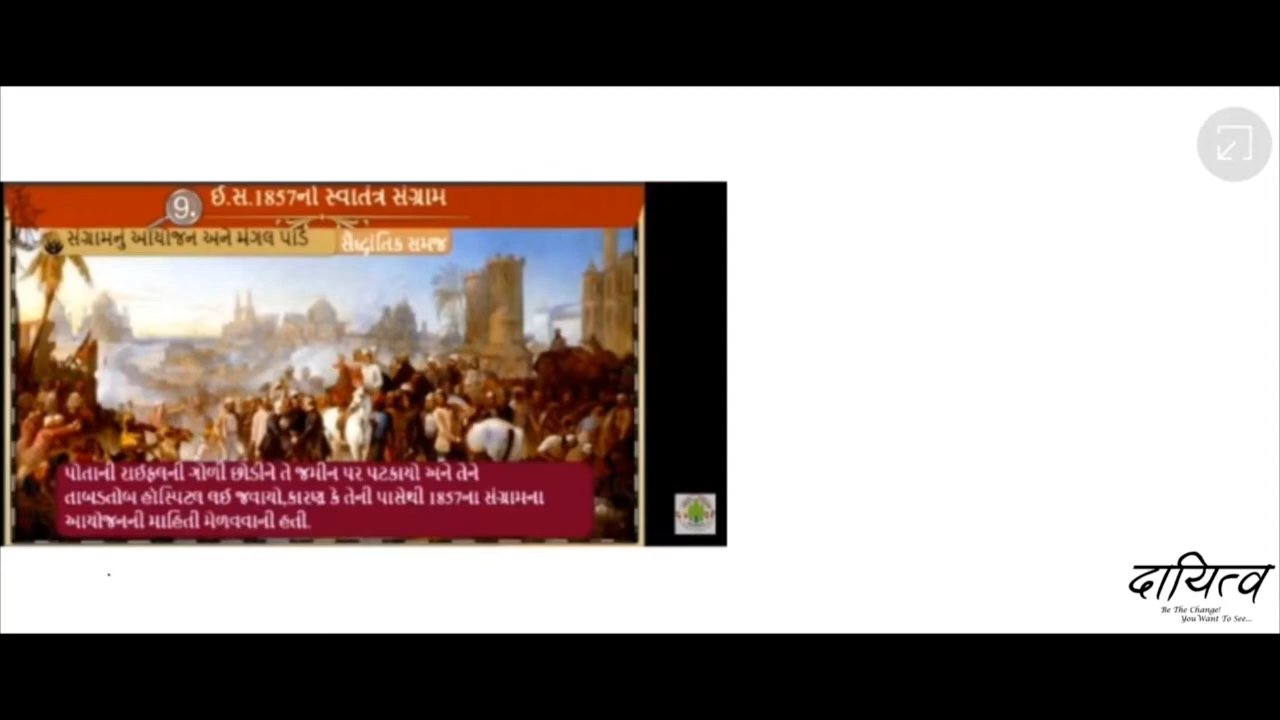 9.
ઈ.સ.1857નો સ્વાતંત્ર સંગ્રામ
સંગ્રામનું આયોજન અને મંગલ પાંડે
સૈદ્ધાંતિક સમજ
પોતાની રાઈફલની ગોળી છોડીને તે જમીન પર પટકાયો અને તેને
તાબડતોબ હોસ્પિટલ લઈ જવાયો,કારણ કે તેની પાસેથી 1857ના સંગ્રામના
આયોજનની માહિતી મેળવવાની હતી.
दायित्व
Be The Change!
You Want To See...